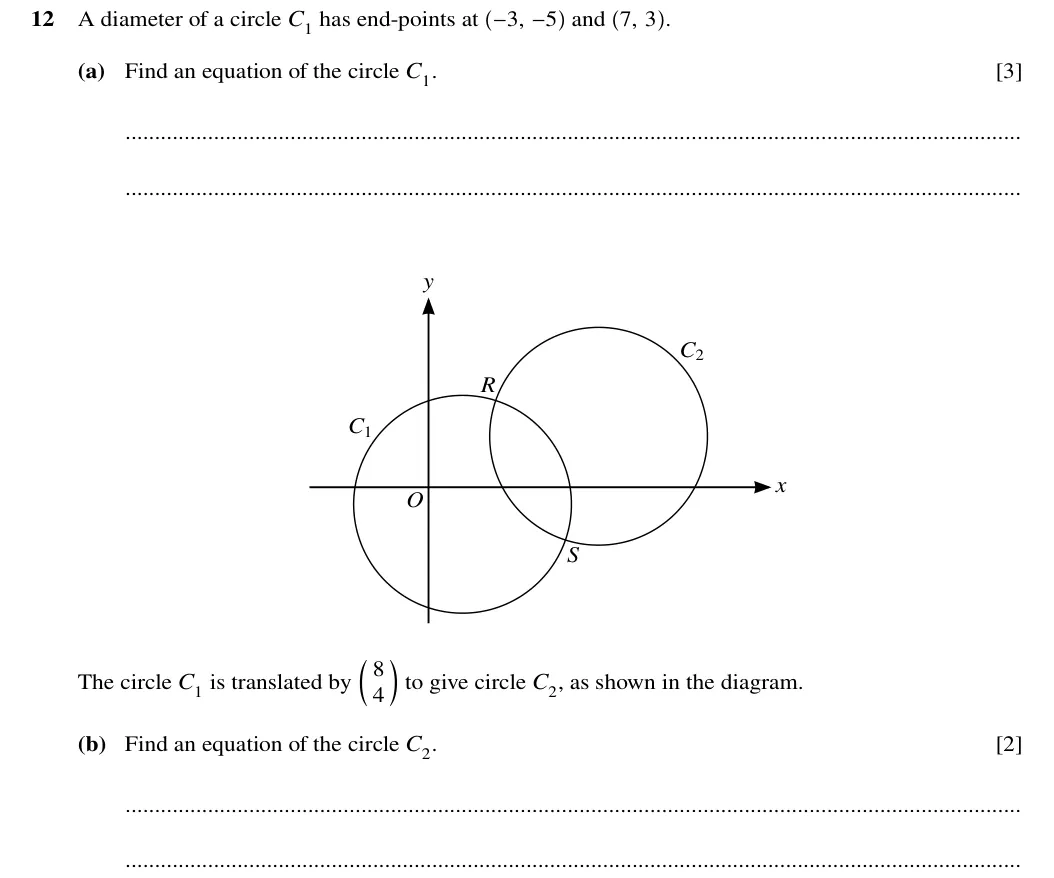 12 A diameter of a circle C₁ has end-points at (−3, −5) and (7, 3).
(a) Find an equation of the circle C₁. [3]
y
C₂
R
C₁
O
x
S
The circle C₁ is translated by (8 4) to give circle C₂, as shown in the diagram.
(b) Find an equation of the circle C₂. [2]